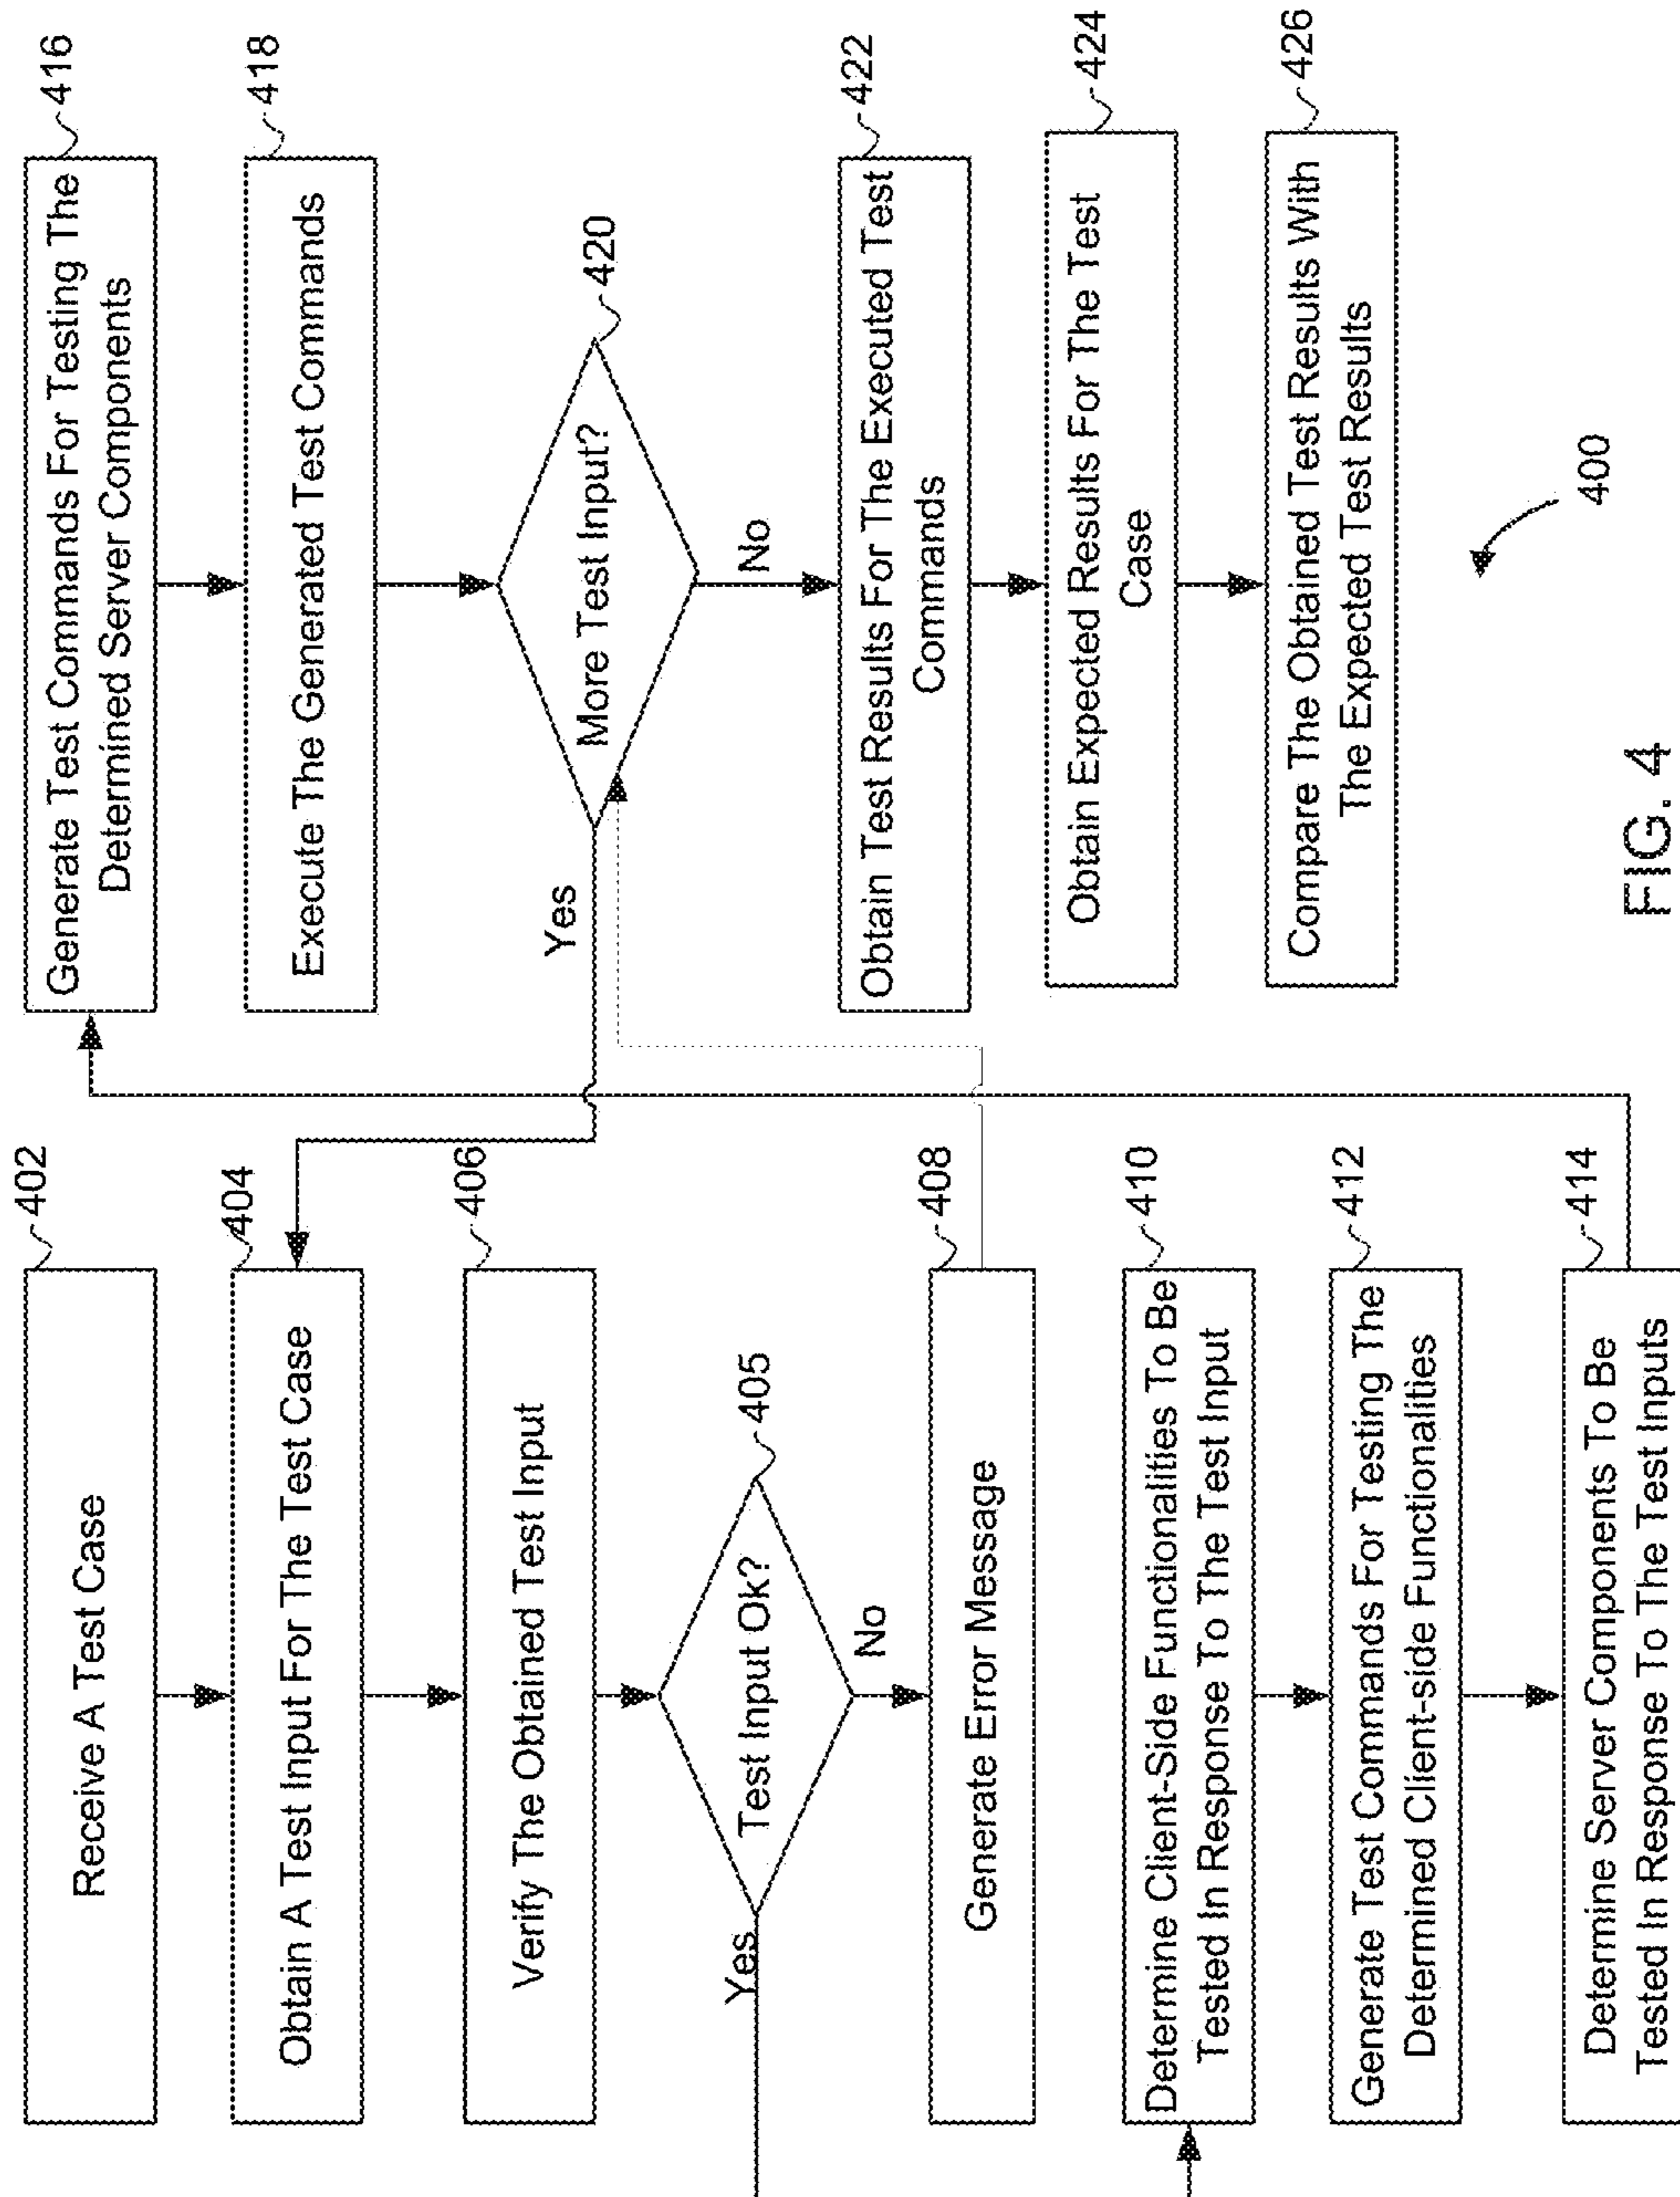 402
Receive A Test Case
404
Obtain A Test Input For The Test Case
406
Verify The Obtained Test Input
405
Test Input Ok?
Yes
No
408
Generate Error Message
410
Determine Client-Side Functionalities To Be
Tested In Response To The Test Input
412
Generate Test Commands For Testing The
Determined Client-side Functionalities
414
Determine Server Components To Be
Tested In Response To The Test Inputs
416
Generate Test Commands For Testing The
Determined Server Components
418
Execute The Generated Test Commands
420
More Test Input?
Yes
No
422
Obtain Test Results For The Executed Test
Commands
424
Obtain Expected Results For The Test
Case
426
Compare The Obtained Test Results With
The Expected Test Results
400
FIG. 4